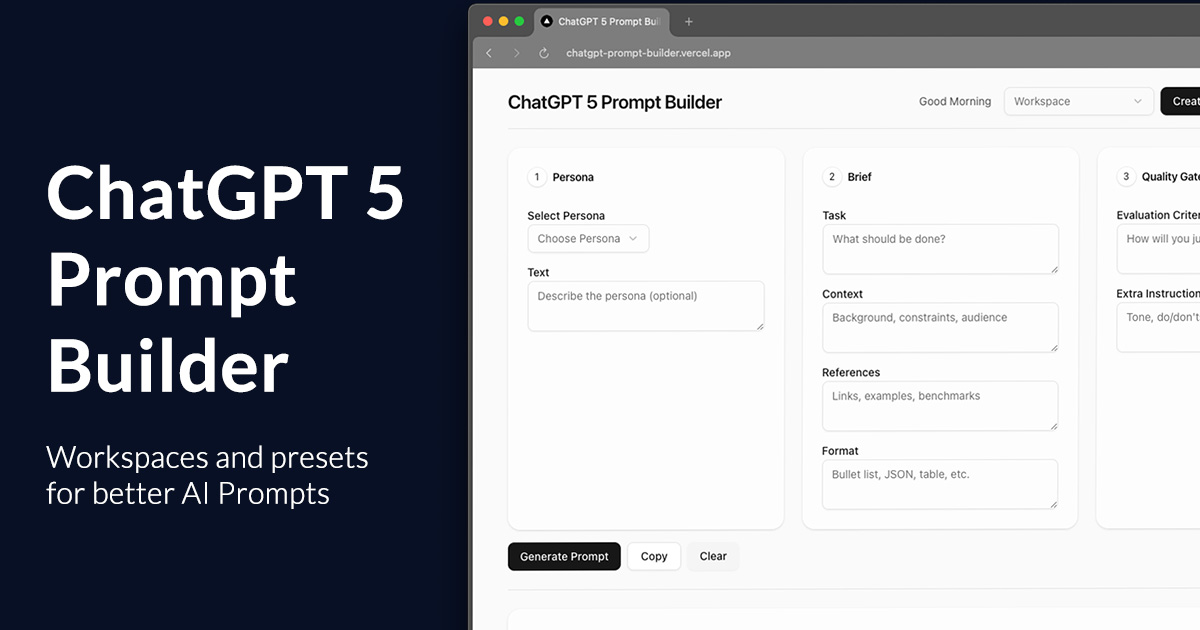 ChatGPT 5
Prompt
Builder
Workspaces and presets
for better AI Prompts
ChatGPT 5 Prompt Buil
chatgpt-prompt-builder.vercel.app
ChatGPT 5 Prompt Builder
Good Morning
Workspace
Creat
1 Persona
Select Persona
Choose Persona
Text
Describe the persona (optional)
2 Brief
Task
What should be done?
Context
Background, constraints, audience
References
Links, examples, benchmarks
Format
Bullet list, JSON, table, etc.
3 Quality Gate
Evaluation Criter
How will you ju
Extra Instruction
Tone, do/don't
Generate Prompt
Copy
Clear